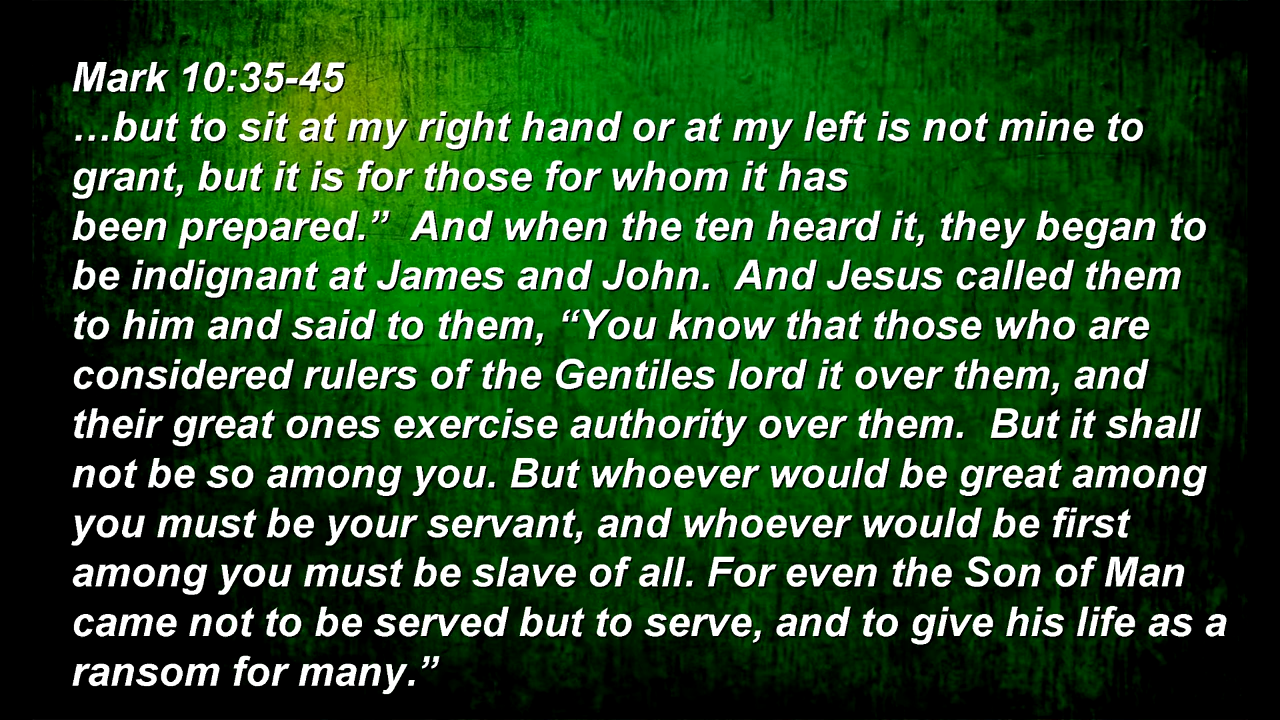 Mark 10:35-45
…but to sit at my right hand or at my left is not mine to
grant, but it is for those for whom it has
been prepared.”  And when the ten heard it, they began to
be indignant at James and John.  And Jesus called them
to him and said to them, “You know that those who are
considered rulers of the Gentiles lord it over them, and
their great ones exercise authority over them.  But it shall
not be so among you. But whoever would be great among
you must be your servant, and whoever would be first
among you must be slave of all. For even the Son of Man
came not to be served but to serve, and to give his life as a
ransom for many.”